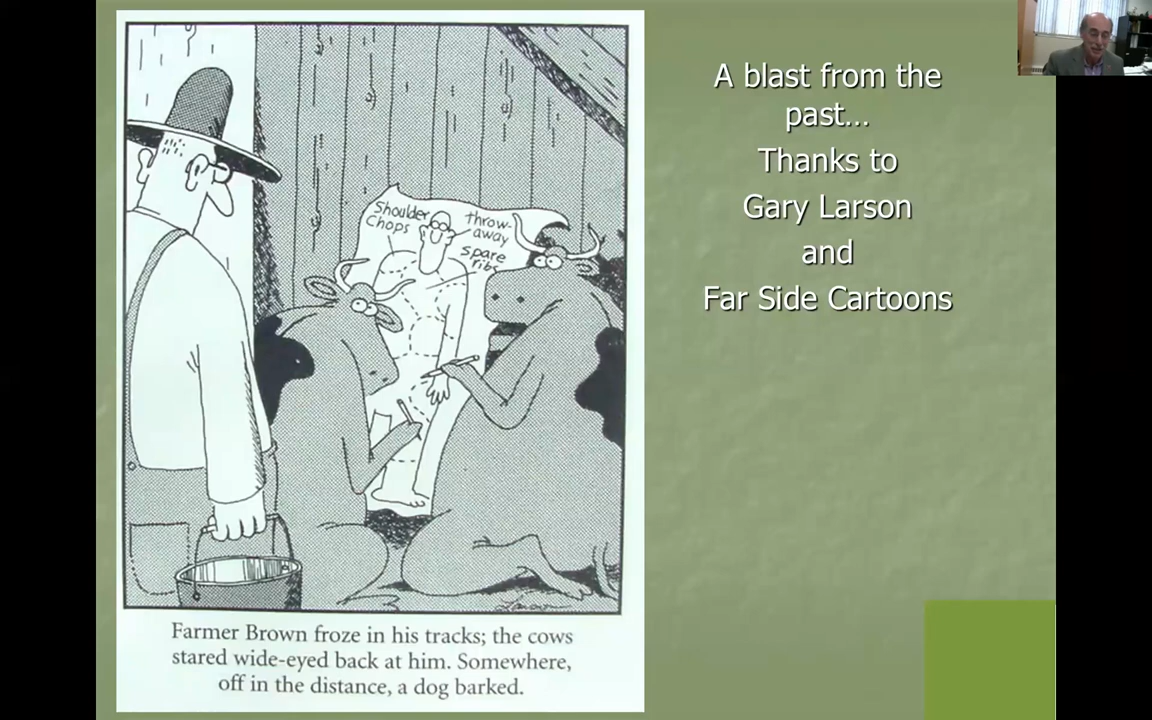 Shoulder
Chops
throw-
away
Spare
ribs
Larson
Farmer Brown froze in his tracks; the cows
stared wide-eyed back at him. Somewhere,
off in the distance, a dog barked.
A blast from the
past…
Thanks to
Gary Larson
and
Far Side Cartoons